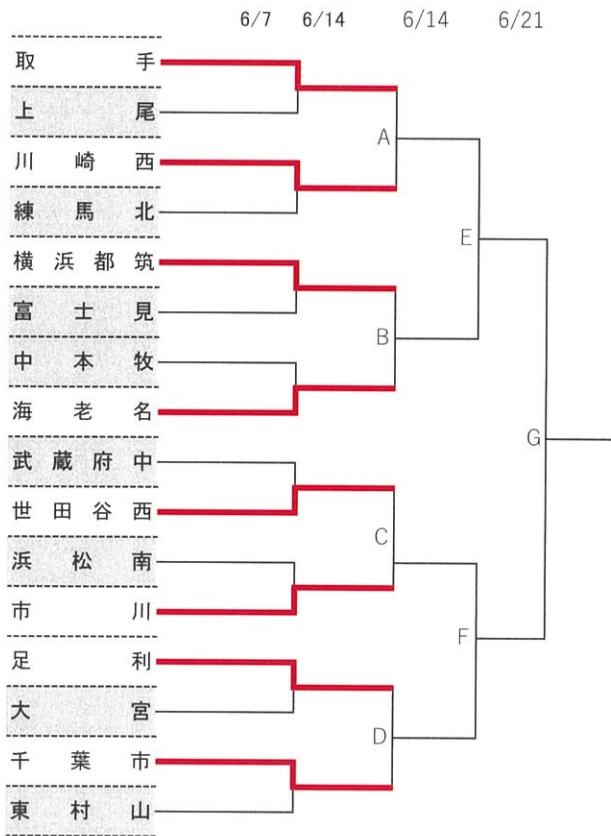 6/7 6/14 6/14 6/21
取手
上尾
川崎西
練馬北
横浜都筑
富士見
中本牧
海老名
武蔵府中
世田谷西
浜松南
市川
足利
大宮
千葉市
東村山
A
B
C
D
E
F
G